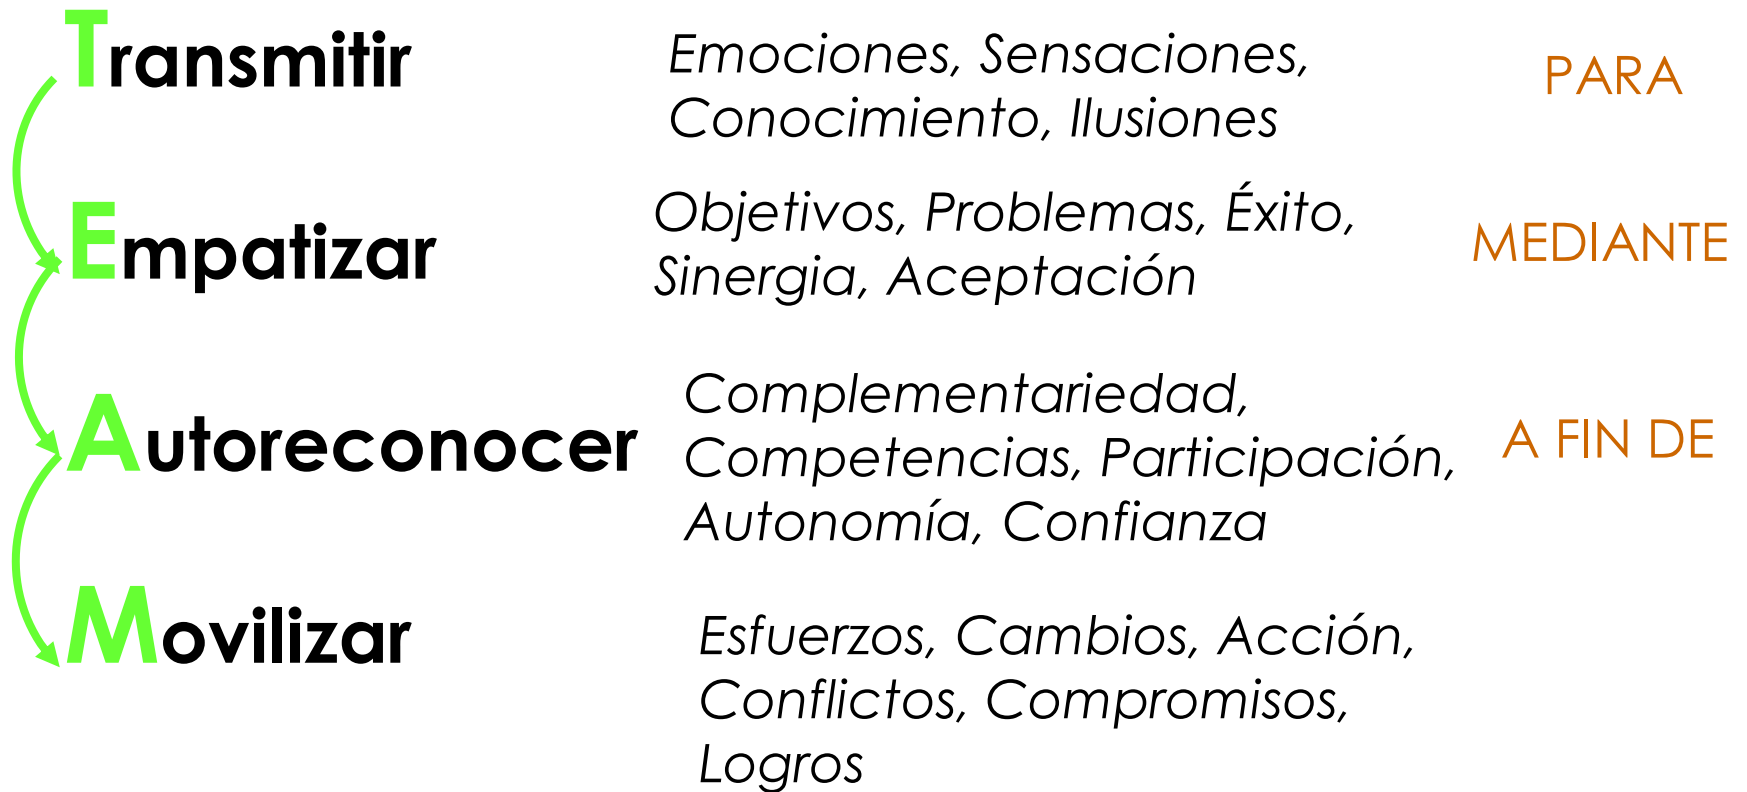 Transmitir
Emociones, Sensaciones,
Conocimiento, Ilusiones
PARA
Empatizar
Objetivos, Problemas, Éxito,
Sinergia, Aceptación
MEDIANTE
Autoreconocer
Complementariedad,
Competencias, Participación,
Autonomía, Confianza
A FIN DE
Movilizar
Esfuerzos, Cambios, Acción,
Conflictos, Compromisos,
Logros